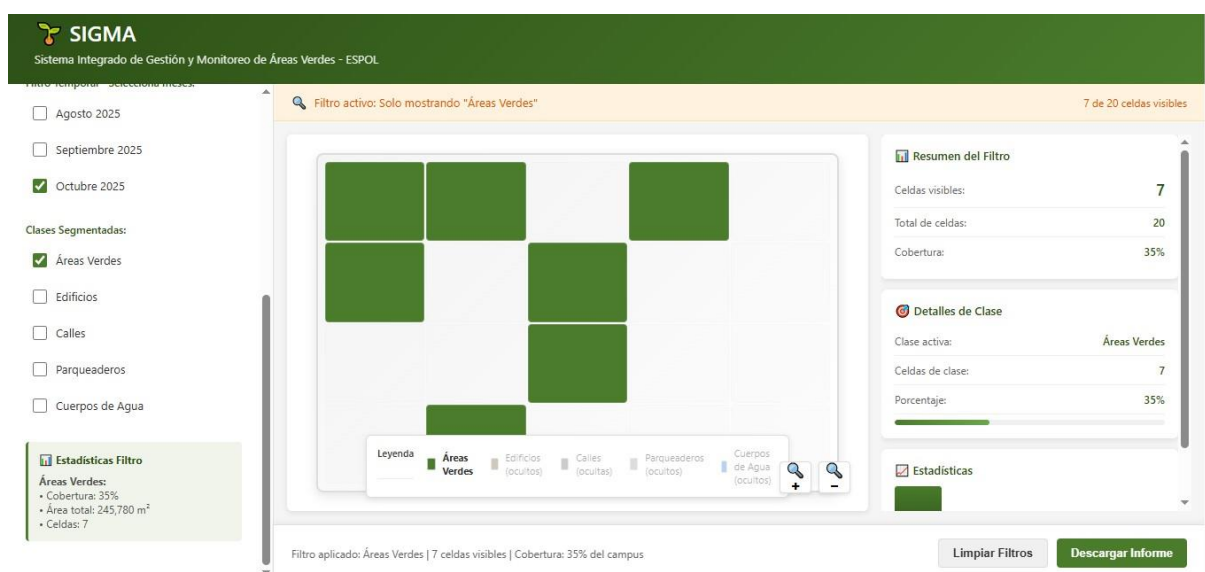 SIGMA
Sistema Integrado de Gestión y Monitoreo de Áreas Verdes - ESPOL
Filtro Temporal - Selecciona meses:
Agosto 2025
Septiembre 2025
Octubre 2025
Clases Segmentadas:
Áreas Verdes
Edificios
Calles
Parqueaderos
Cuerpos de Agua
Estadísticas Filtro
Áreas Verdes:
• Cobertura: 35%
• Área total: 245,780 m²
• Celdas: 7
Filtro activo: Solo mostrando "Áreas Verdes"
7 de 20 celdas visibles
Leyenda
Áreas
Verdes
Edificios
(ocultos)
Calles
(ocultas)
Parqueaderos
(ocultos)
Cuerpos
de Agua
(ocultos)
+
−
Resumen del Filtro
Celdas visibles: 7
Total de celdas: 20
Cobertura: 35%
Detalles de Clase
Clase activa: Áreas Verdes
Celdas de clase: 7
Porcentaje: 35%
Estadísticas
Filtro aplicado: Áreas Verdes | 7 celdas visibles | Cobertura: 35% del campus
Limpiar Filtros
Descargar Informe